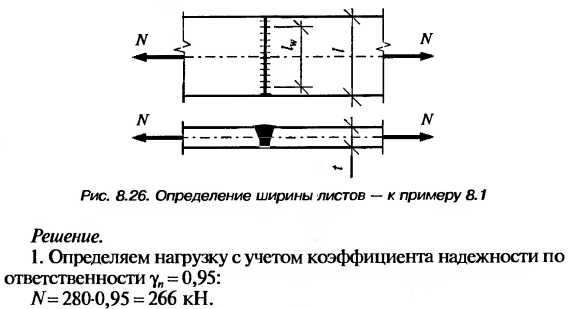 N
l_w
l
N
N
t
N
Рис. 8.26. Определение ширины листов — к примеру 8.1
Решение.
1. Определяем нагрузку с учетом коэффициента надежности по
ответственности γₙ = 0,95:
N = 280·0,95 = 266 кН.